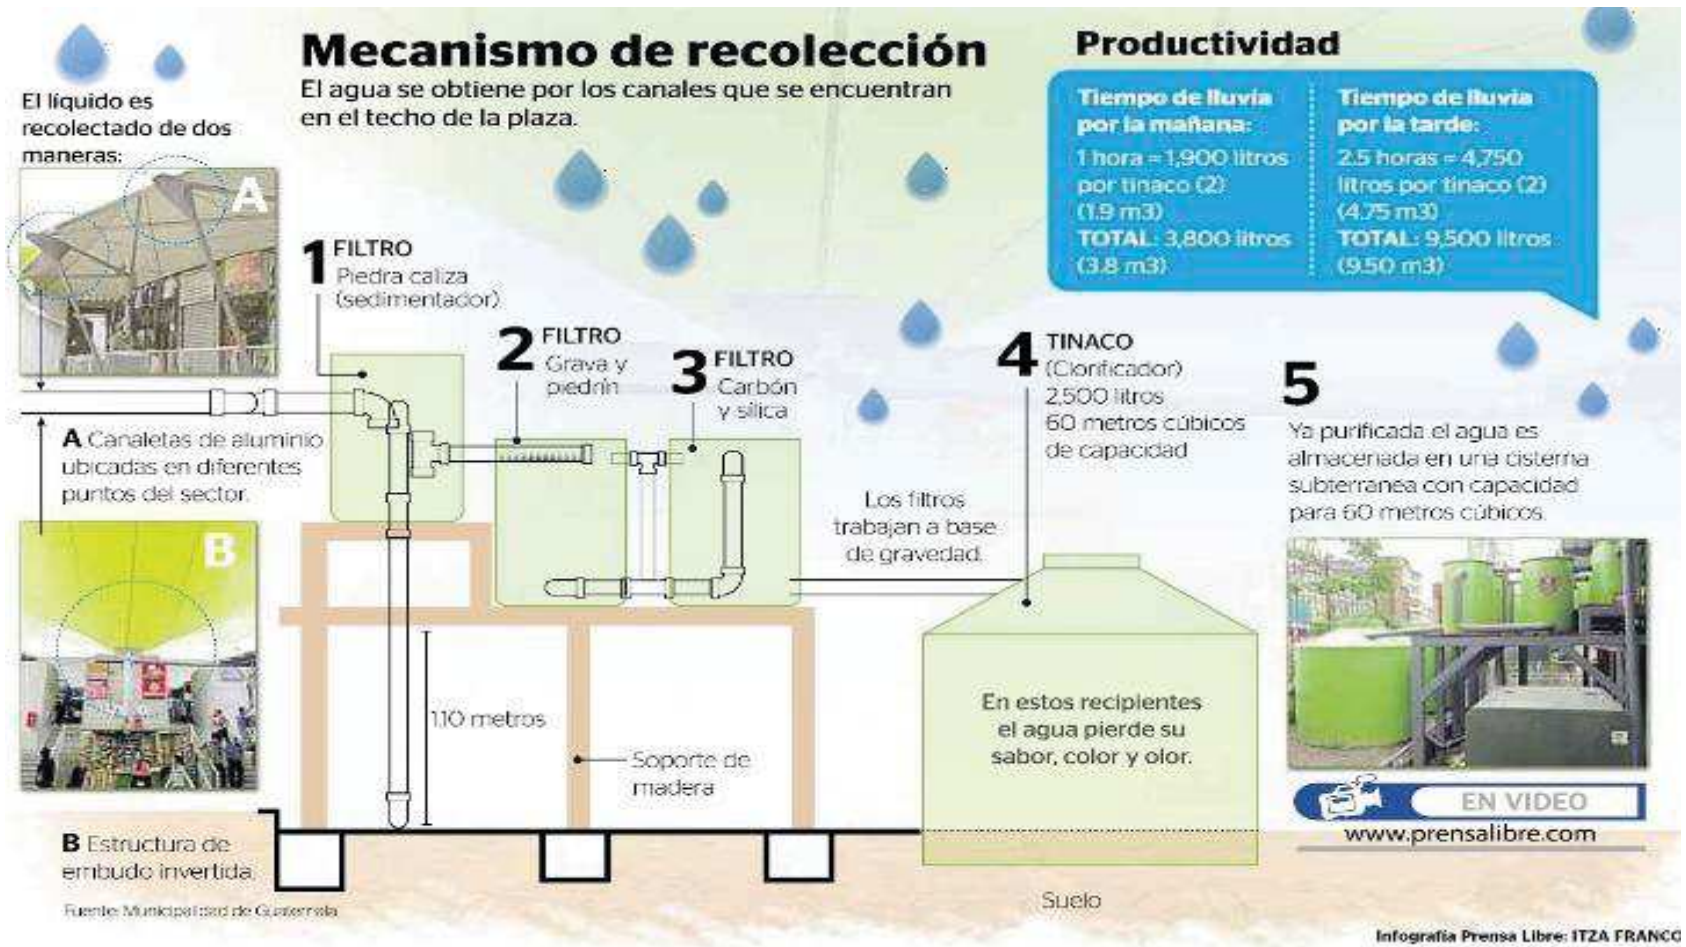 Mecanismo de recolección
El agua se obtiene por los canales que se encuentran
en el techo de la plaza.
El líquido es
recolectado de dos
maneras:
A
A Canaletas de aluminio
ubicadas en diferentes
puntos del sector.
B
B Estructura de
embudo invertida.
Fuente: Municipalidad de Guatemala
1 FILTRO
Piedra caliza
(sedimentador)
2 FILTRO
Grava y
piedrín
3 FILTRO
Carbón
y sílica
1.10 metros
Soporte de
madera
Los filtros
trabajan a base
de gravedad.
4 TINACO
(Clorificador)
2,500 litros
60 metros cúbicos
de capacidad
En estos recipientes
el agua pierde su
sabor, color y olor.
Suelo
Productividad
Tiempo de lluvia
por la mañana:
1 hora = 1,900 litros
por tinaco (2)
(1.9 m3)
TOTAL: 3,800 litros
(3.8 m3)
Tiempo de lluvia
por la tarde:
2.5 horas = 4,750
litros por tinaco (2)
(4.75 m3)
TOTAL: 9,500 litros
(9.50 m3)
5
Ya purificada el agua es
almacenada en una cisterna
subterranea con capacidad
para 60 metros cúbicos.
EN VIDEO
www.prensalibre.com
Infografía Prensa Libre: ITZA FRANCO